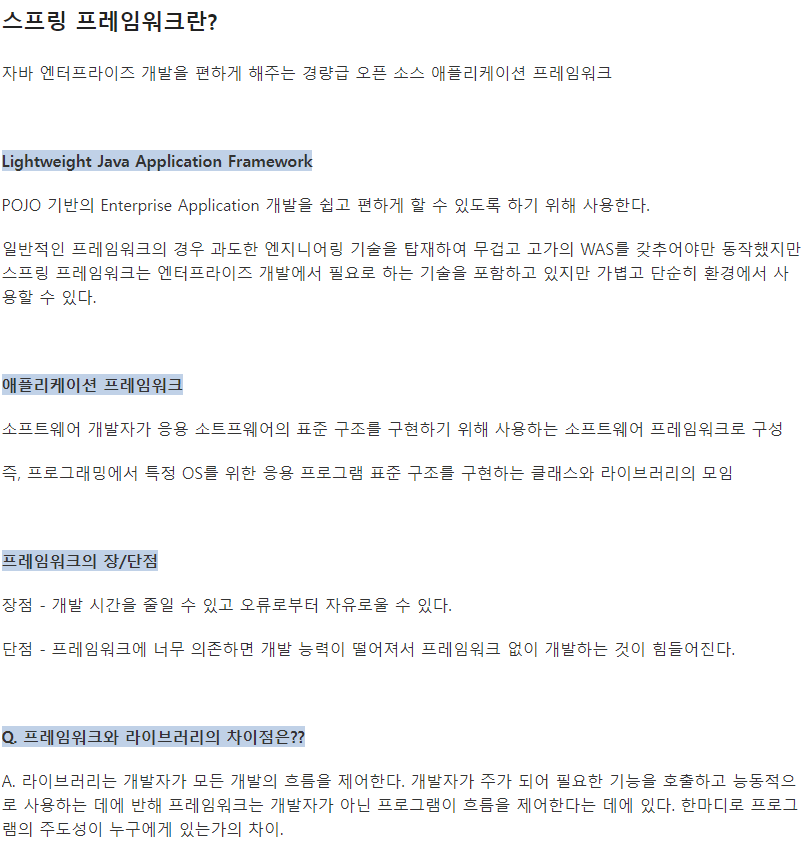 스프링 프레임워크란?
자바 엔터프라이즈 개발을 편하게 해주는 경량급 오픈 소스 애플리케이션 프레임워크
Lightweight Java Application Framework
POJO 기반의 Enterprise Application 개발을 쉽고 편하게 할 수 있도록 하기 위해 사용한다.
일반적인 프레임워크의 경우 과도한 엔지니어링 기술을 탑재하여 무겁고 고가의 WAS를 갖추어야만 동작했지만
스프링 프레임워크는 엔터프라이즈 개발에서 필요로 하는 기술을 포함하고 있지만 가볍고 단순히 환경에서 사
용할 수 있다.
애플리케이션 프레임워크
소프트웨어 개발자가 응용 소트프웨어의 표준 구조를 구현하기 위해 사용하는 소프트웨어 프레임워크로 구성
즉, 프로그래밍에서 특정 OS를 위한 응용 프로그램 표준 구조를 구현하는 클래스와 라이브러리의 모임
프레임워크의 장/단점
장점 - 개발 시간을 줄일 수 있고 오류로부터 자유로울 수 있다.
단점 - 프레임워크에 너무 의존하면 개발 능력이 떨어져서 프레임워크 없이 개발하는 것이 힘들어진다.
Q. 프레임워크와 라이브러리의 차이점은??
A. 라이브러리는 개발자가 모든 개발의 흐름을 제어한다. 개발자가 주가 되어 필요한 기능을 호출하고 능동적으
로 사용하는 데에 반해 프레임워크는 개발자가 아닌 프로그램이 흐름을 제어한다는 데에 있다. 한마디로 프로그
램의 주도성이 누구에게 있는가의 차이.